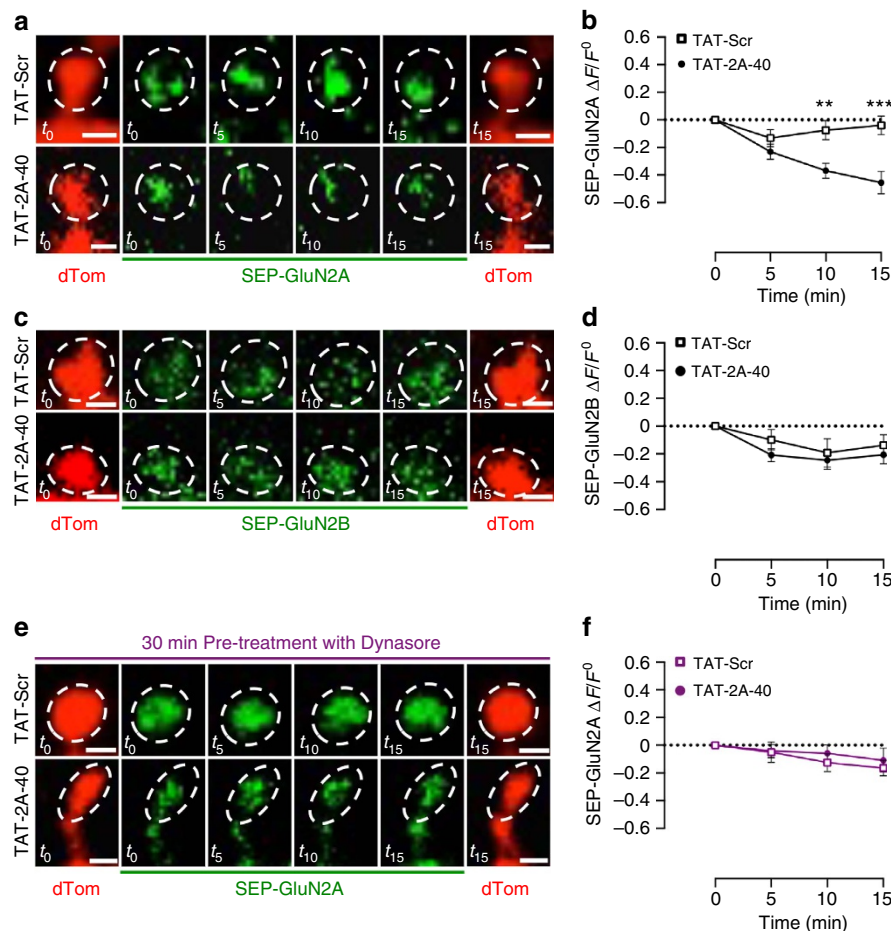 a
TAT-Scr
t0 t0 t5 t10 t15 t15
TAT-2A-40
t0 t0 t5 t10 t15 t15
dTom SEP-GluN2A dTom
b
SEP-GluN2A ΔF/F0
0.6
0.4
0.2
0
−0.2
−0.4
−0.6
TAT-Scr
TAT-2A-40
** ***
0 5 10 15
Time (min)
c
TAT-Scr
t0 t0 t5 t10 t15 t15
TAT-2A-40
t0 t0 t5 t10 t15 t15
dTom SEP-GluN2B dTom
d
SEP-GluN2B ΔF/F0
0.6
0.4
0.2
0
−0.2
−0.4
−0.6
TAT-Scr
TAT-2A-40
0 5 10 15
Time (min)
e
30 min Pre-treatment with Dynasore
TAT-Scr
t0 t0 t5 t10 t15 t15
TAT-2A-40
t0 t0 t5 t10 t15 t15
dTom SEP-GluN2A dTom
f
SEP-GluN2A ΔF/F0
0.6
0.4
0.2
0
−0.2
−0.4
−0.6
TAT-Scr
TAT-2A-40
0 5 10 15
Time (min)